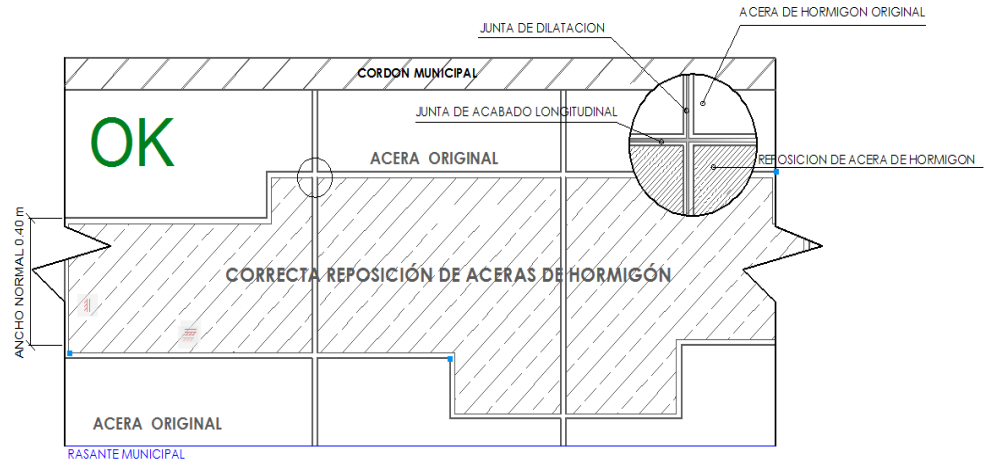 ACERA DE HORMIGON ORIGINAL
JUNTA DE DILATACION
CORDON MUNICIPAL
JUNTA DE ACABADO LONGITUDINAL
OK
ACERA ORIGINAL
REPOSICION DE ACERA DE HORMIGON
ANCHO NORMAL 0.40 m
CORRECTA REPOSICIÓN DE ACERAS DE HORMIGÓN
ACERA ORIGINAL
RASANTE MUNICIPAL